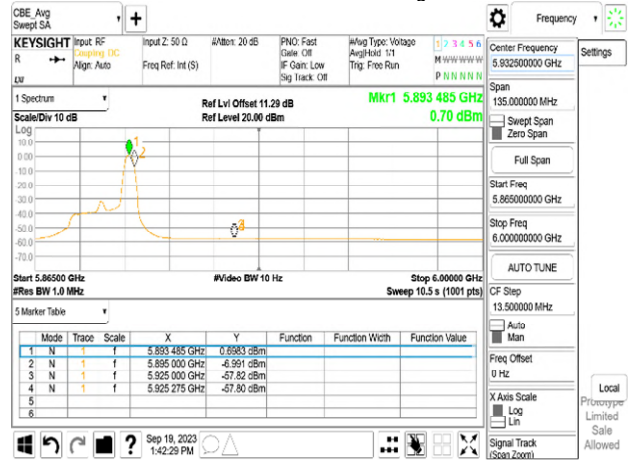 CBE_Avg
Swept SA
Frequency
KEYSIGHT
R
Input: RF
Coupling: DC
Align: Auto
Input Z: 50 Ω
Freq Ref: Int (S)
#Atten: 20 dB
PNO: Fast
Gate: Off
IF Gain: Low
Sig Track: Off
#Avg Type: Voltage
Avg|Hold: 1/1
Trig: Free Run
1 2 3 4 5 6
M W W W W W
P N N N N N
Settings
Center Frequency
5.932500000 GHz
Span
135.000000 MHz
Swept Span
Zero Span
Full Span
Start Freq
5.865000000 GHz
Stop Freq
6.000000000 GHz
AUTO TUNE
CF Step
13.500000 MHz
Auto
Man
Freq Offset
0 Hz
X Axis Scale
Log
Lin
Signal Track
(Span Zoom)
Local
Prototype
Limited
Sale
Allowed
1 Spectrum
Scale/Div 10 dB
Log
Ref Lvl Offset 11.29 dB
Ref Level 20.00 dBm
Mkr1 5.893 485 GHz
0.70 dBm
10.0
0.00
-10.0
-20.0
-30.0
-40.0
-50.0
-60.0
-70.0
1
2
Start 5.86500 GHz
#Res BW 1.0 MHz
#Video BW 10 Hz
Stop 6.00000 GHz
Sweep 10.5 s (1001 pts)
5 Marker Table
Mode Trace Scale X Y Function Function Width Function Value
1 N 1 f 5.893 485 GHz 0.6983 dBm
2 N 1 f 5.895 000 GHz -6.991 dBm
3 N 1 f 5.925 000 GHz -57.82 dBm
4 N 1 f 5.925 275 GHz -57.80 dBm
5
6
Sep 19, 2023
1:42:29 PM